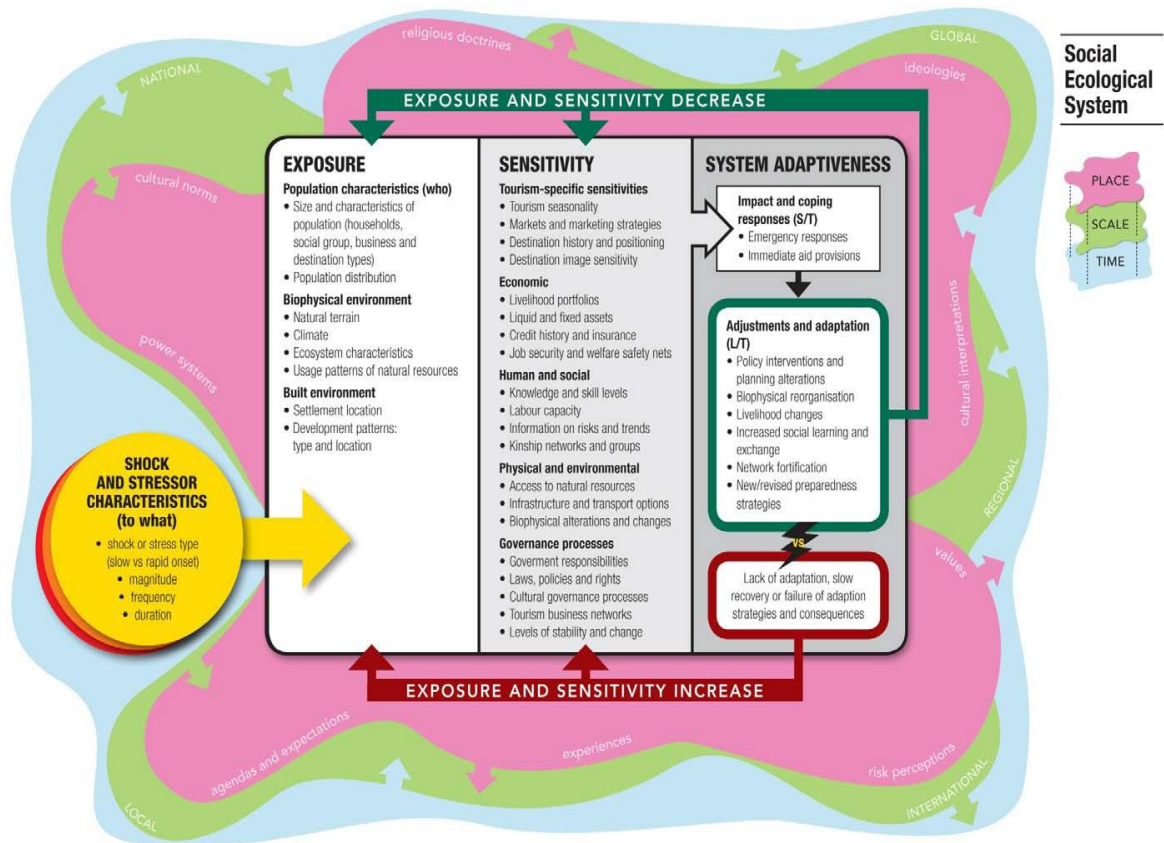 religious doctrines
GLOBAL
NATIONAL
ideologies
Social
Ecological
System
EXPOSURE AND SENSITIVITY DECREASE
cultural norms
PLACE
SCALE
TIME
EXPOSURE
Population characteristics (who)
• Size and characteristics of
population (households,
social group, business and
destination types)
• Population distribution
Biophysical environment
• Natural terrain
• Climate
• Ecosystem characteristics
• Usage patterns of natural resources
Built environment
• Settlement location
• Development patterns:
type and location
SENSITIVITY
Tourism-specific sensitivities
• Tourism seasonality
• Markets and marketing strategies
• Destination history and positioning
• Destination image sensitivity
Economic
• Livelihood portfolios
• Liquid and fixed assets
• Credit history and insurance
• Job security and welfare safety nets
Human and social
• Knowledge and skill levels
• Labour capacity
• Information on risks and trends
• Kinship networks and groups
Physical and environmental
• Access to natural resources
• Infrastructure and transport options
• Biophysical alterations and changes
Governance processes
• Goverment responsibilities
• Laws, policies and rights
• Cultural governance processes
• Tourism business networks
• Levels of stability and change
SYSTEM ADAPTIVENESS
Impact and coping
responses (S/T)
• Emergency responses
• Immediate aid provisions
Adjustments and adaptation
(L/T)
• Policy interventions and
planning alterations
• Biophysical reorganisation
• Livelihood changes
• Increased social learning and
exchange
• Network fortification
• New/revised preparedness
strategies
vs
Lack of adaptation, slow
recovery or failure of adaption
strategies and consequences
power systems
cultural interpretations
REGIONAL
values
SHOCK
AND STRESSOR
CHARACTERISTICS
(to what)
• shock or stress type
(slow vs rapid onset)
• magnitude
• frequency
• duration
EXPOSURE AND SENSITIVITY INCREASE
agendas and expectations
experiences
risk perceptions
LOCAL
INTERNATIONAL